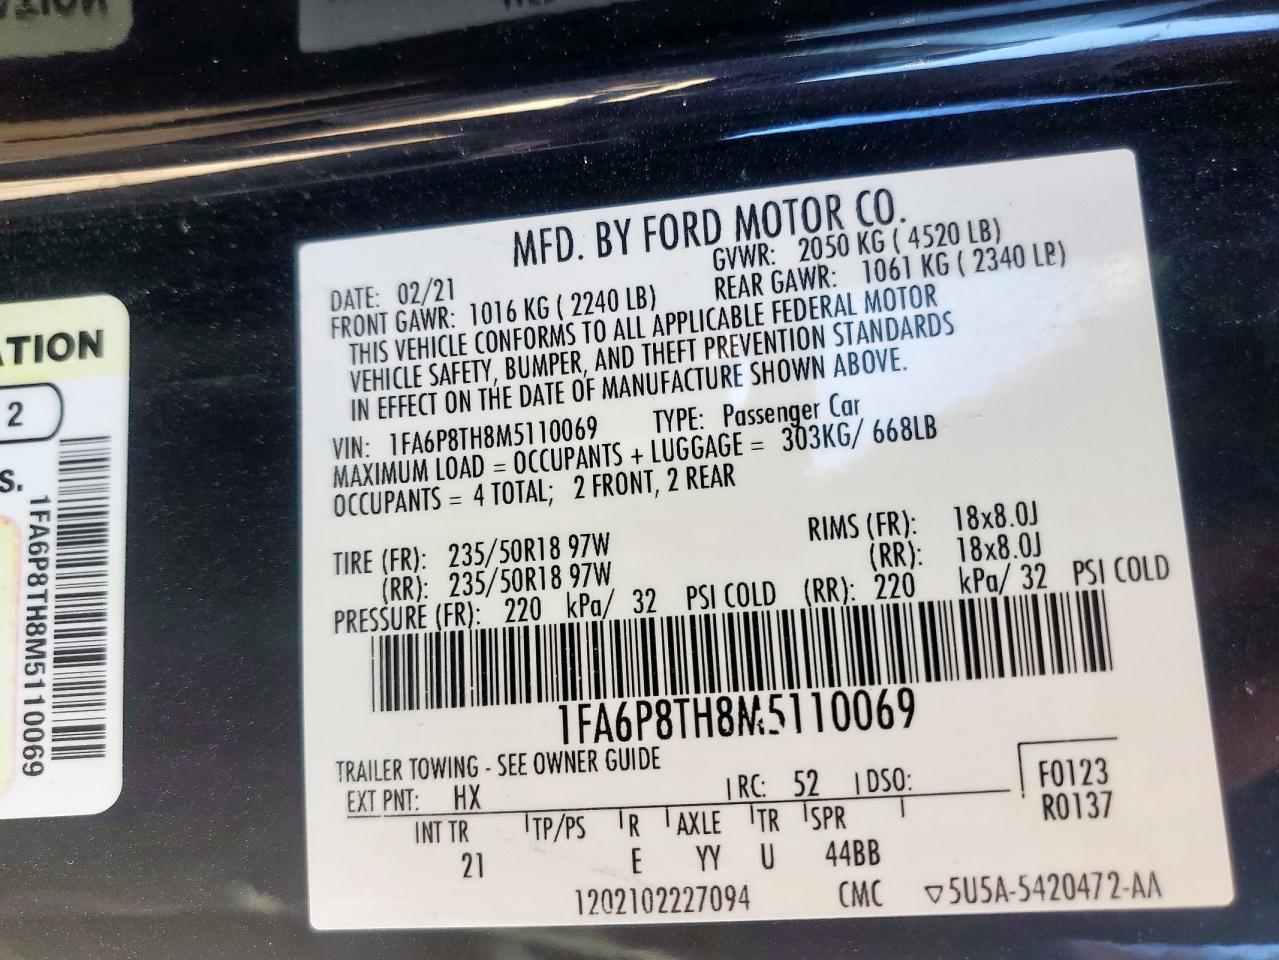 MFD. BY FORD MOTOR CO.
DATE: 02/21 GVWR: 2050 KG ( 4520 LB)
FRONT GAWR: 1016 KG ( 2240 LB) REAR GAWR: 1061 KG ( 2340 LB)
THIS VEHICLE CONFORMS TO ALL APPLICABLE FEDERAL MOTOR
VEHICLE SAFETY, BUMPER, AND THEFT PREVENTION STANDARDS
IN EFFECT ON THE DATE OF MANUFACTURE SHOWN ABOVE.
VIN: 1FA6P8TH8M5110069 TYPE: Passenger Car
MAXIMUM LOAD = OCCUPANTS + LUGGAGE = 303KG/ 668LB
OCCUPANTS = 4 TOTAL; 2 FRONT, 2 REAR
TIRE (FR): 235/50R18 97W RIMS (FR): 18x8.0J
(RR): 235/50R18 97W (RR): 18x8.0J
PRESSURE (FR): 220 kPa/ 32 PSI COLD (RR): 220 kPa/ 32 PSI COLD
1FA6P8TH8M5110069
TRAILER TOWING - SEE OWNER GUIDE
EXT PNT: HX RC: 52 DSO: F0123
R0137
INT TR TP/PS R AXLE TR SPR
21 E YY U 44BB
1202102227094 CMC ▽5U5A-5420472-AA
ATION
2
S.
1FA6P8TH8M5110069